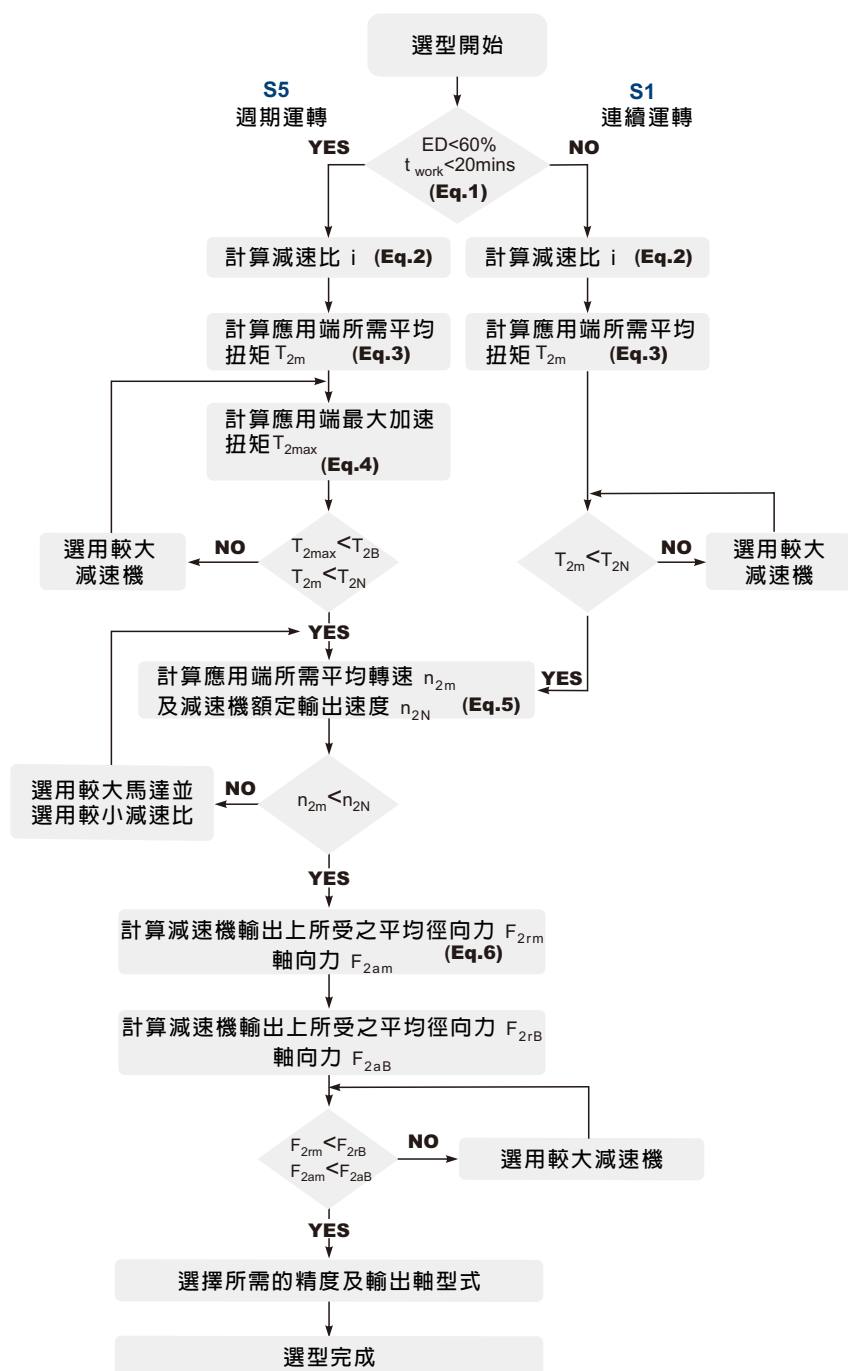 選型開始
S5
週期運轉
S1
連續運轉
YES
ED<60%
t work<20mins
(Eq.1)
NO
計算減速比 i (Eq.2)
計算減速比 i (Eq.2)
計算應用端所需平均
扭矩T2m (Eq.3)
計算應用端所需平均
扭矩T2m (Eq.3)
計算應用端最大加速
扭矩T2max
(Eq.4)
選用較大
減速機
NO
T2max<T2B
T2m<T2N
T2m<T2N
NO
選用較大
減速機
YES
YES
計算應用端所需平均轉速 n2m
及減速機額定輸出速度 n2N (Eq.5)
選用較大馬達並
選用較小減速比
NO
n2m<n2N
YES
計算減速機輸出上所受之平均徑向力 F2rm
軸向力 F2am (Eq.6)
計算減速機輸出上所受之平均徑向力 F2rB
軸向力 F2aB
F2rm<F2rB
F2am<F2aB
NO
選用較大減速機
YES
選擇所需的精度及輸出軸型式
選型完成